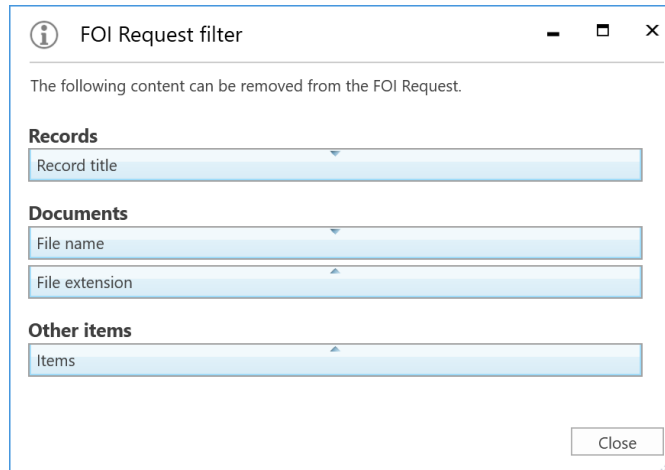 FOI Request filter
The following content can be removed from the FOI Request.
Records
Record title
Documents
File name
File extension
Other items
Items
Close